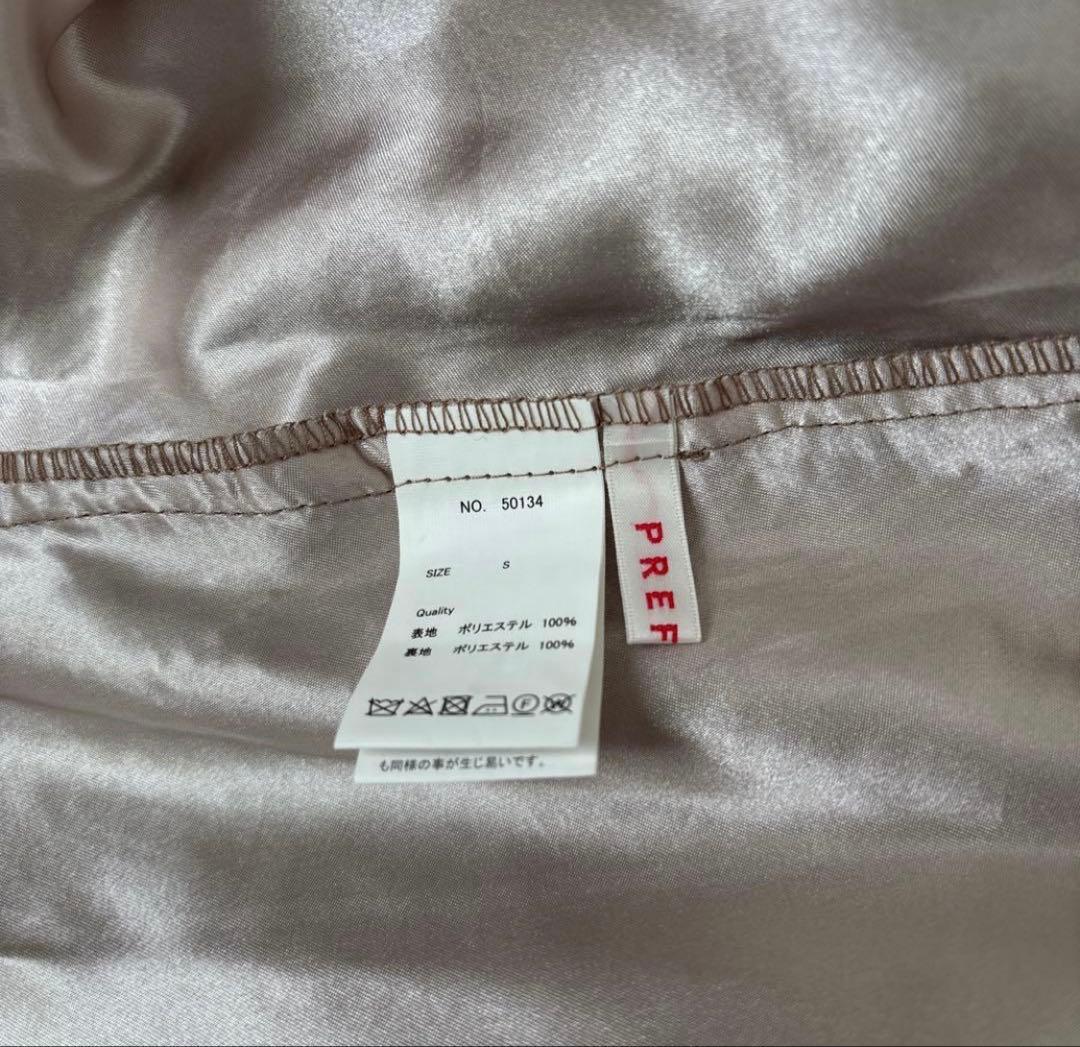 NO. 50134
SIZE S
Quality
表地 ポリエステル 100%
裏地 ポリエステル 100%
F W
も同様の事が生じ易いです。
PREF